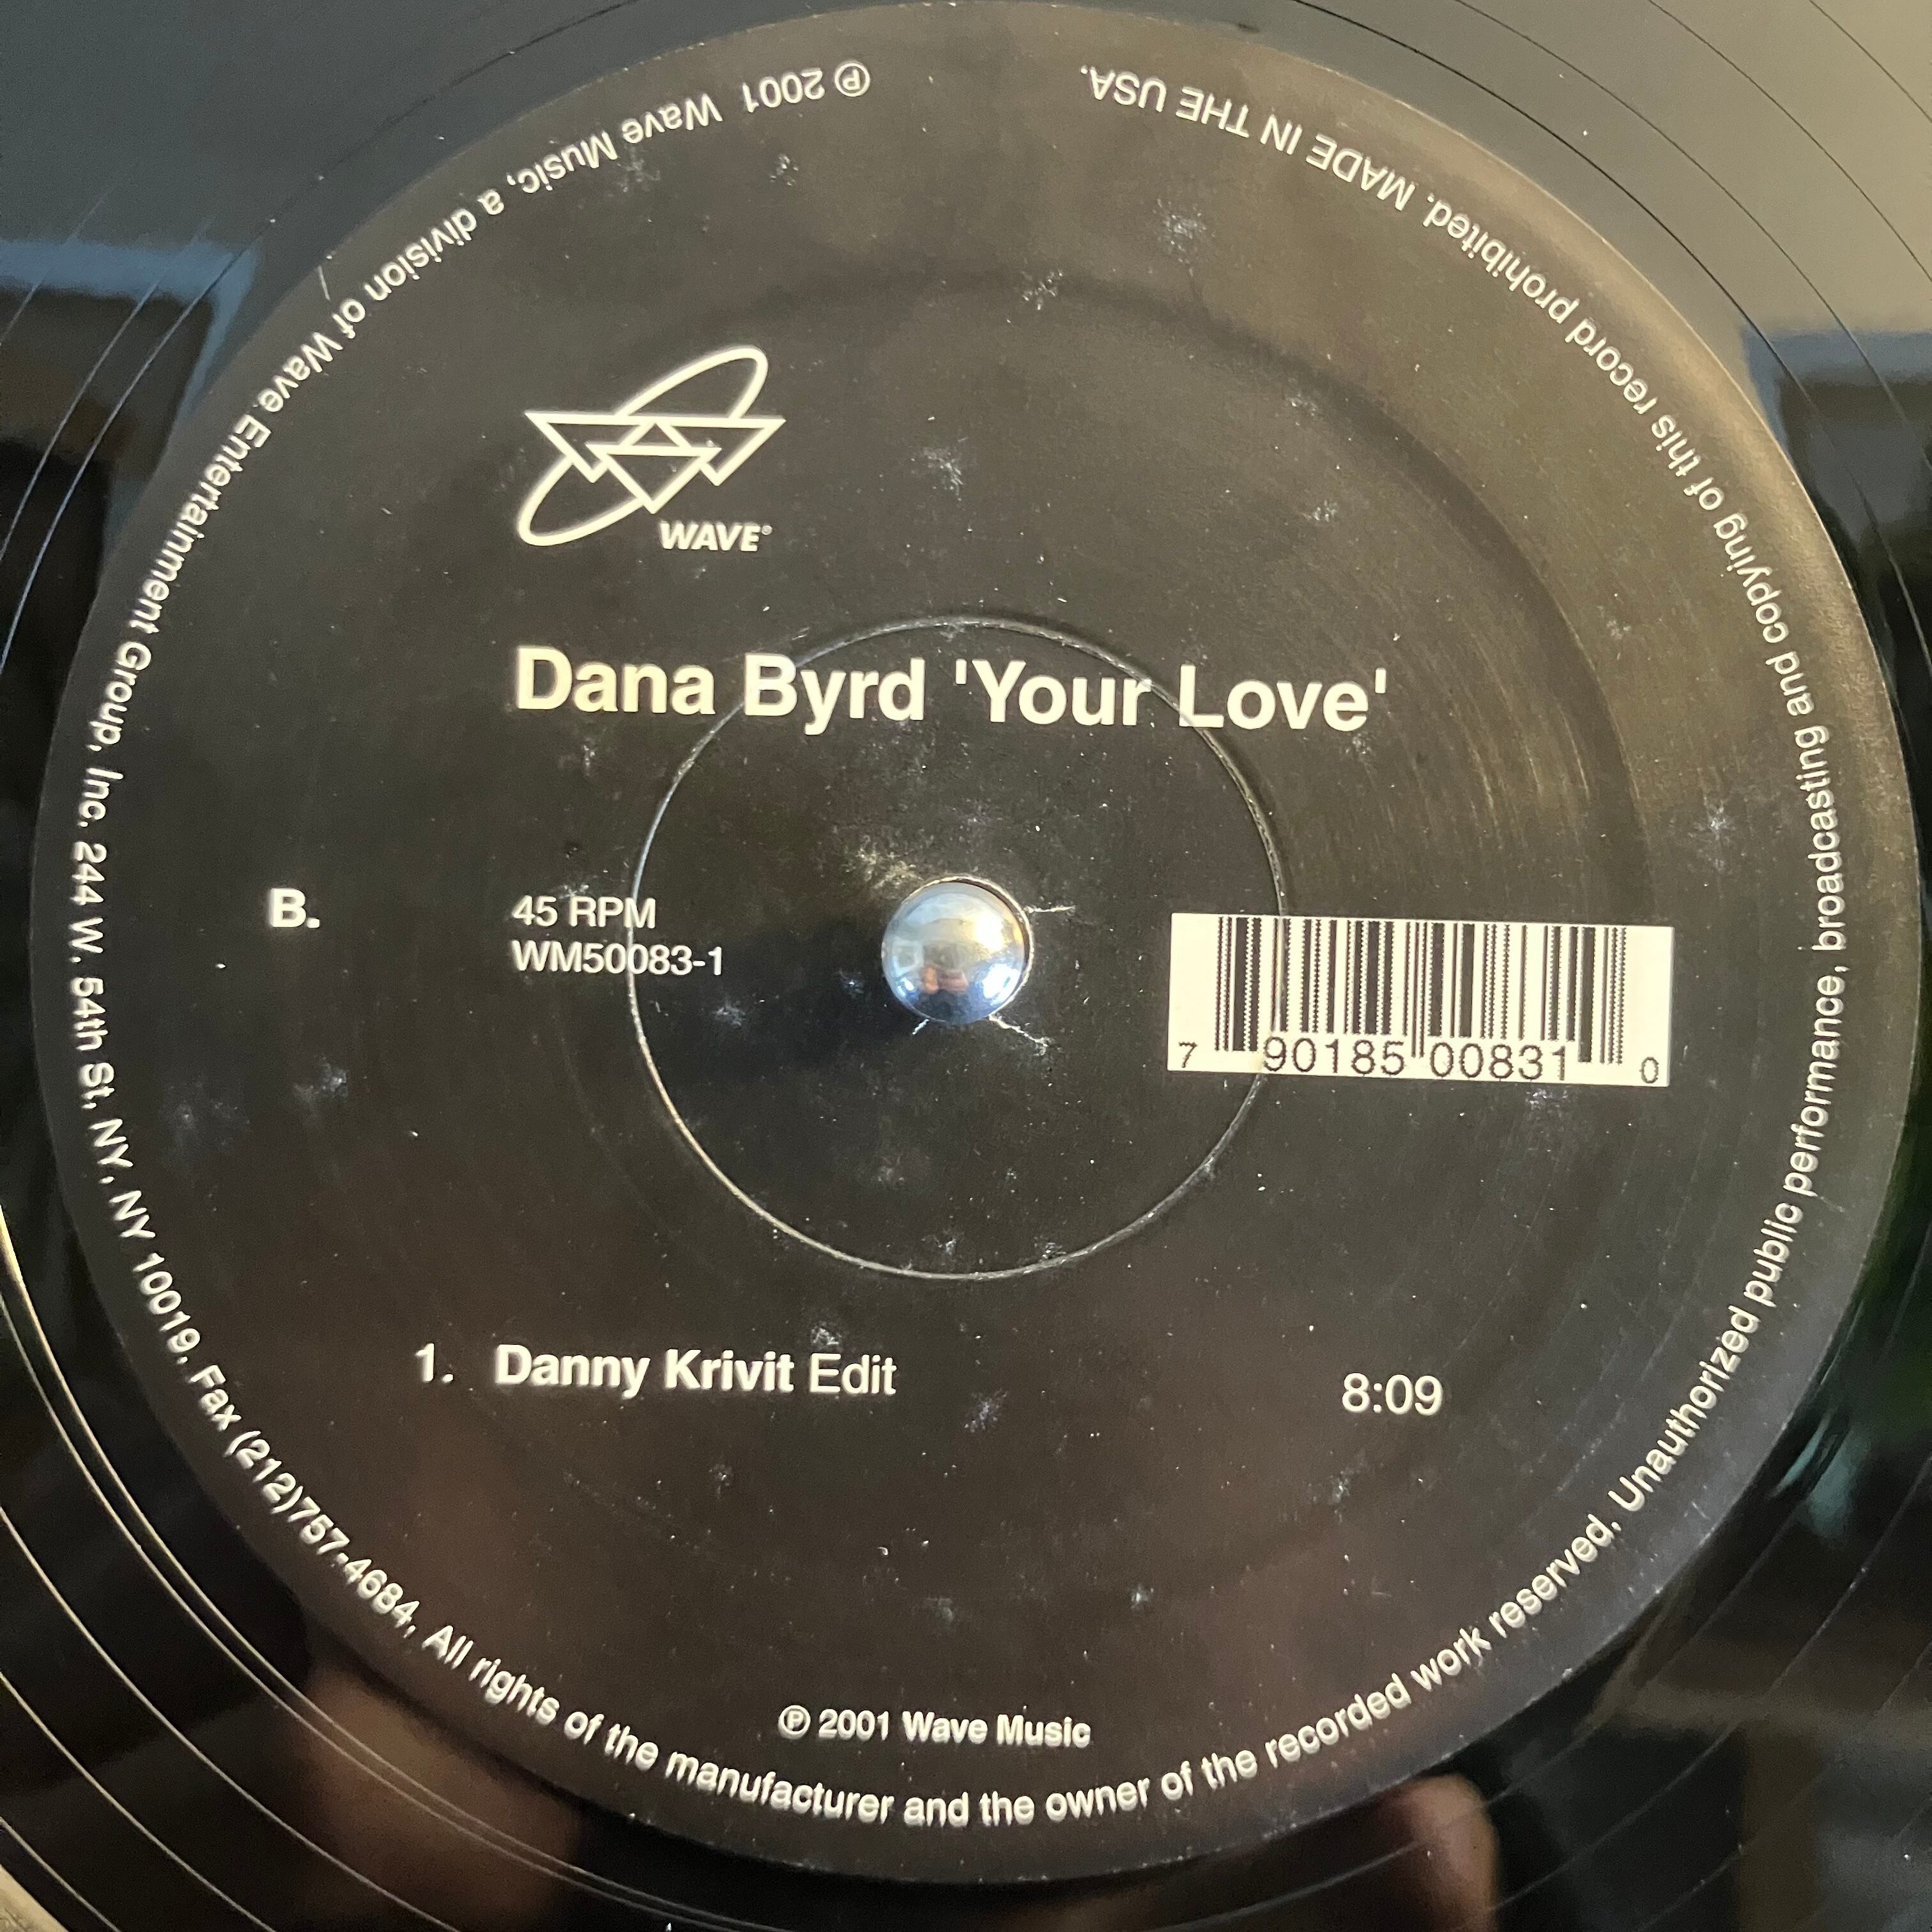 WAVE®
Dana Byrd 'Your Love'
B.
45 RPM
WM50083-1
7 90185 00831 0
1. Danny Krivit Edit 8:09
℗ 2001 Wave Music
℗ 2001 Wave Music, a division of Wave Entertainment Group, Inc. 244 W. 54th St, NY, NY 10019, Fax (212)757-4684, All rights of the manufacturer and the owner of the recorded work reserved. Unauthorized public performance, broadcasting and copying of this record prohibited. MADE IN THE USA.